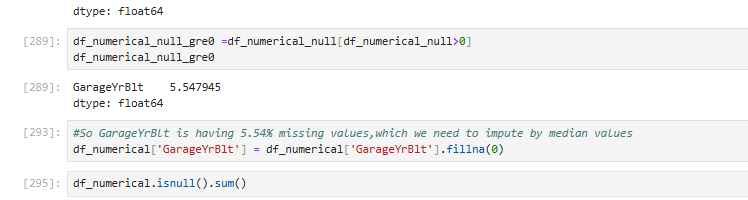 dtype: float64
[289]: df_numerical_null_gre0 =df_numerical_null[df_numerical_null>0]
df_numerical_null_gre0
[289]: GarageYrBlt    5.547945
dtype: float64
[293]: #So GarageYrBlt is having 5.54% missing values,which we need to impute by median values
df_numerical['GarageYrBlt'] = df_numerical['GarageYrBlt'].fillna(0)
[295]: df_numerical.isnull().sum()